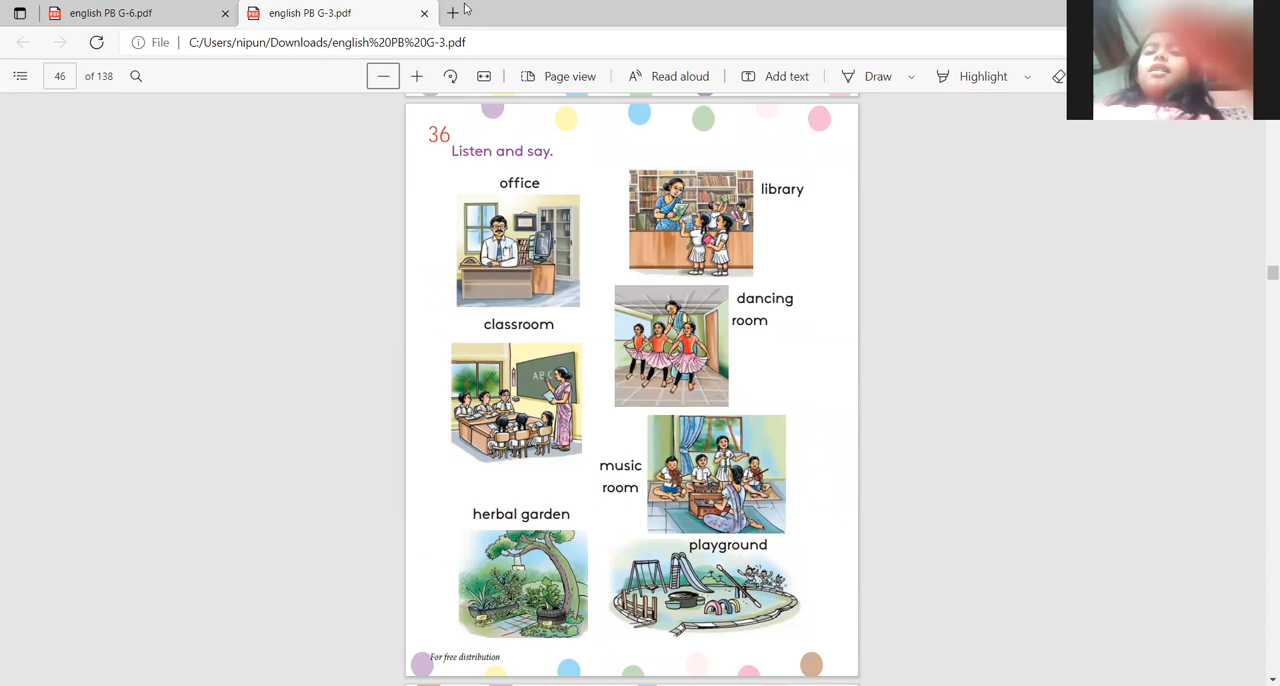 english PB G-6.pdf
english PB G-3.pdf
File
C:/Users/nipun/Downloads/english%20PB%20G-3.pdf
46
of 138
Page view
Read aloud
Add text
Draw
Highlight
36
Listen and say.
office
library
dancing
room
classroom
ABC
music
room
herbal garden
playground
For free distribution